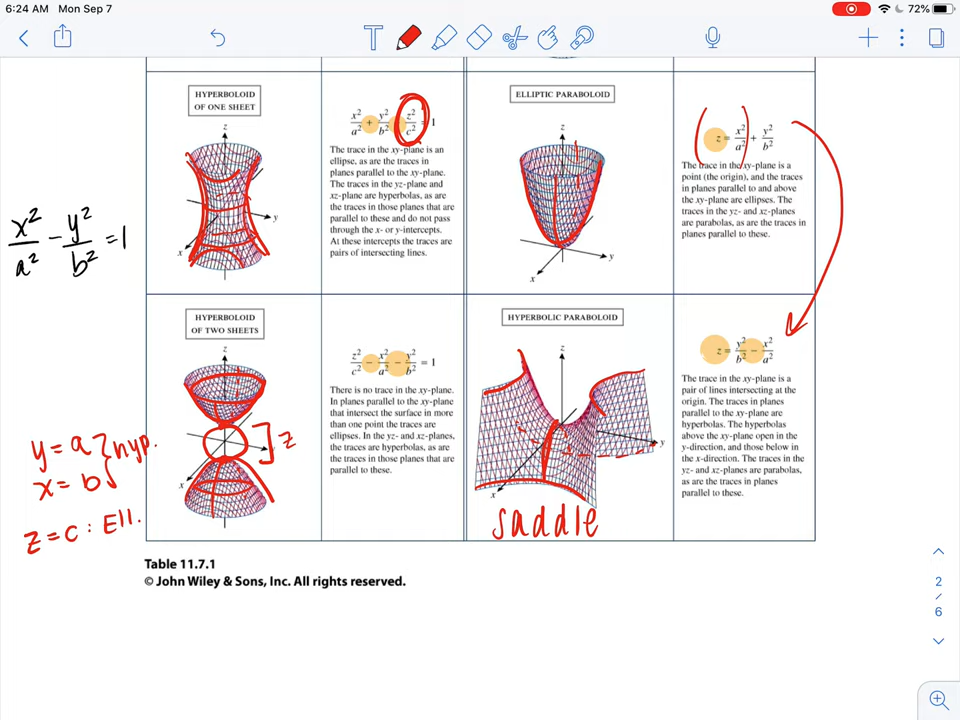 6:24 AM Mon Sep 7
72%
HYPERBOLOID
OF ONE SHEET
z
y
x
x²/a² + y²/b² - z²/c² = 1
The trace in the xy-plane is an
ellipse, as are the traces in
planes parallel to the xy-plane.
The traces in the yz-plane and
xz-plane are hyperbolas, as are
the traces in those planes that are
parallel to these and do not pass
through the x- or y-intercepts.
At these intercepts the traces are
pairs of intersecting lines.
ELLIPTIC PARABOLOID
z
y
x
z = x²/a² + y²/b²
The trace in the xy-plane is a
point (the origin), and the traces
in planes parallel to and above
the xy-plane are ellipses. The
traces in the yz- and xz-planes
are parabolas, as are the traces in
planes parallel to these.
x²/a² - y²/b² = 1
HYPERBOLOID
OF TWO SHEETS
z
x
z
z²/c² - x²/a² - y²/b² = 1
There is no trace in the xy-plane.
In planes parallel to the xy-plane
that intersect the surface in more
than one point the traces are
ellipses. In the yz- and xz-planes,
the traces are hyperbolas, as are
the traces in those planes that are
parallel to these.
HYPERBOLIC PARABOLOID
z
y
x
saddle
z = y²/b² - x²/a²
The trace in the xy-plane is a
pair of lines intersecting at the
origin. The traces in planes
parallel to the xy-plane are
hyperbolas. The hyperbolas
above the xy-plane open in the
y-direction, and those below
in the x-direction. The traces in the
yz- and xz-planes are parabolas,
as are the traces in planes
parallel to these.
y = a } hyp.
x = b
z = c : Ell.
Table 11.7.1
© John Wiley & Sons, Inc. All rights reserved.
2
/
6